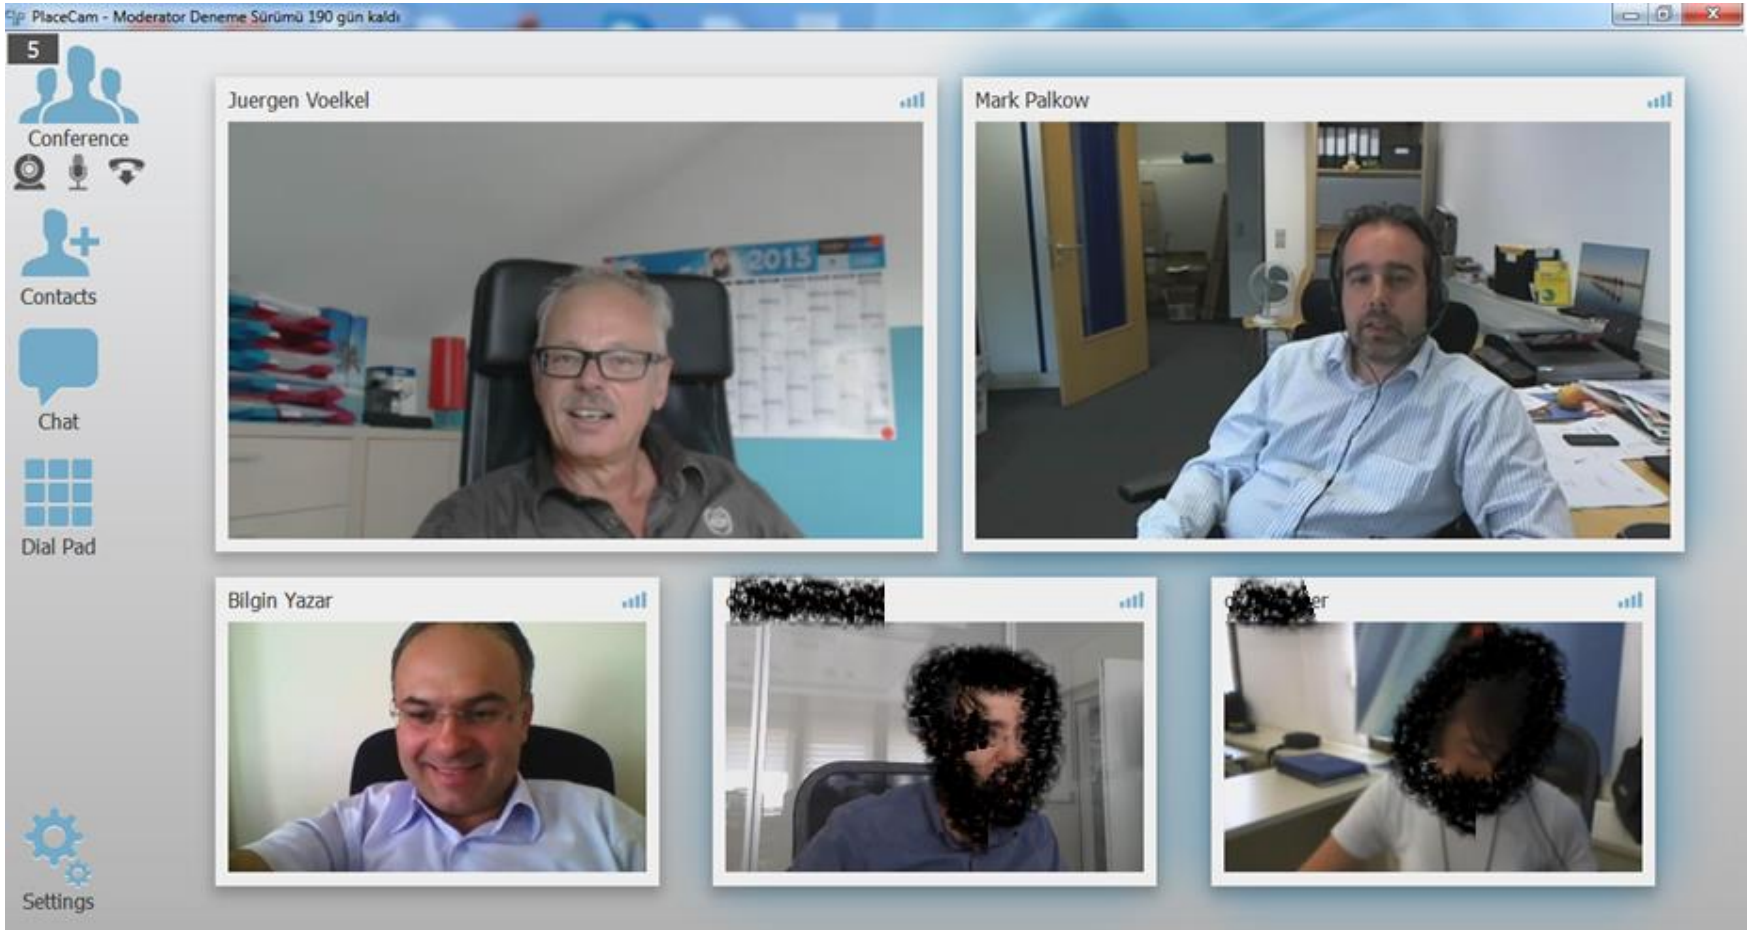 PlaceCam - Moderator Deneme Sürümü 190 gün kaldı
5
Conference
Contacts
Chat
Dial Pad
Settings
Juergen Voelkel
Mark Palkow
2013
Bilgin Yazar